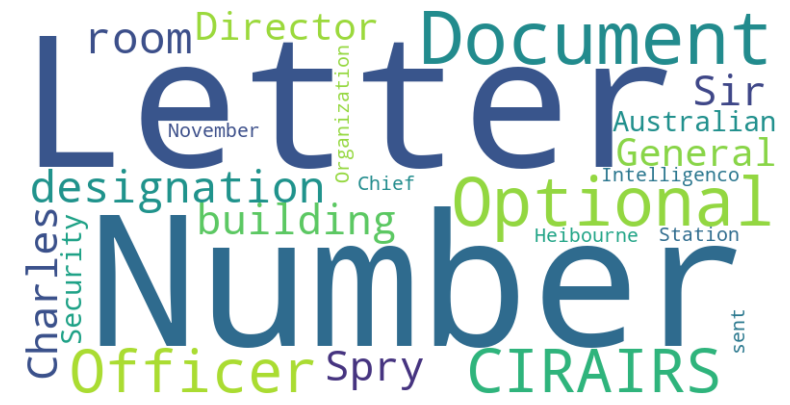 Letter
Number
Document
Optional
CIRAIRS
Officer
room
Director
Sir
Australian
General
Intelligenco
November
Organization
Chief
designation
building
Heibourne
Station
Charles
Security
Spry
sent